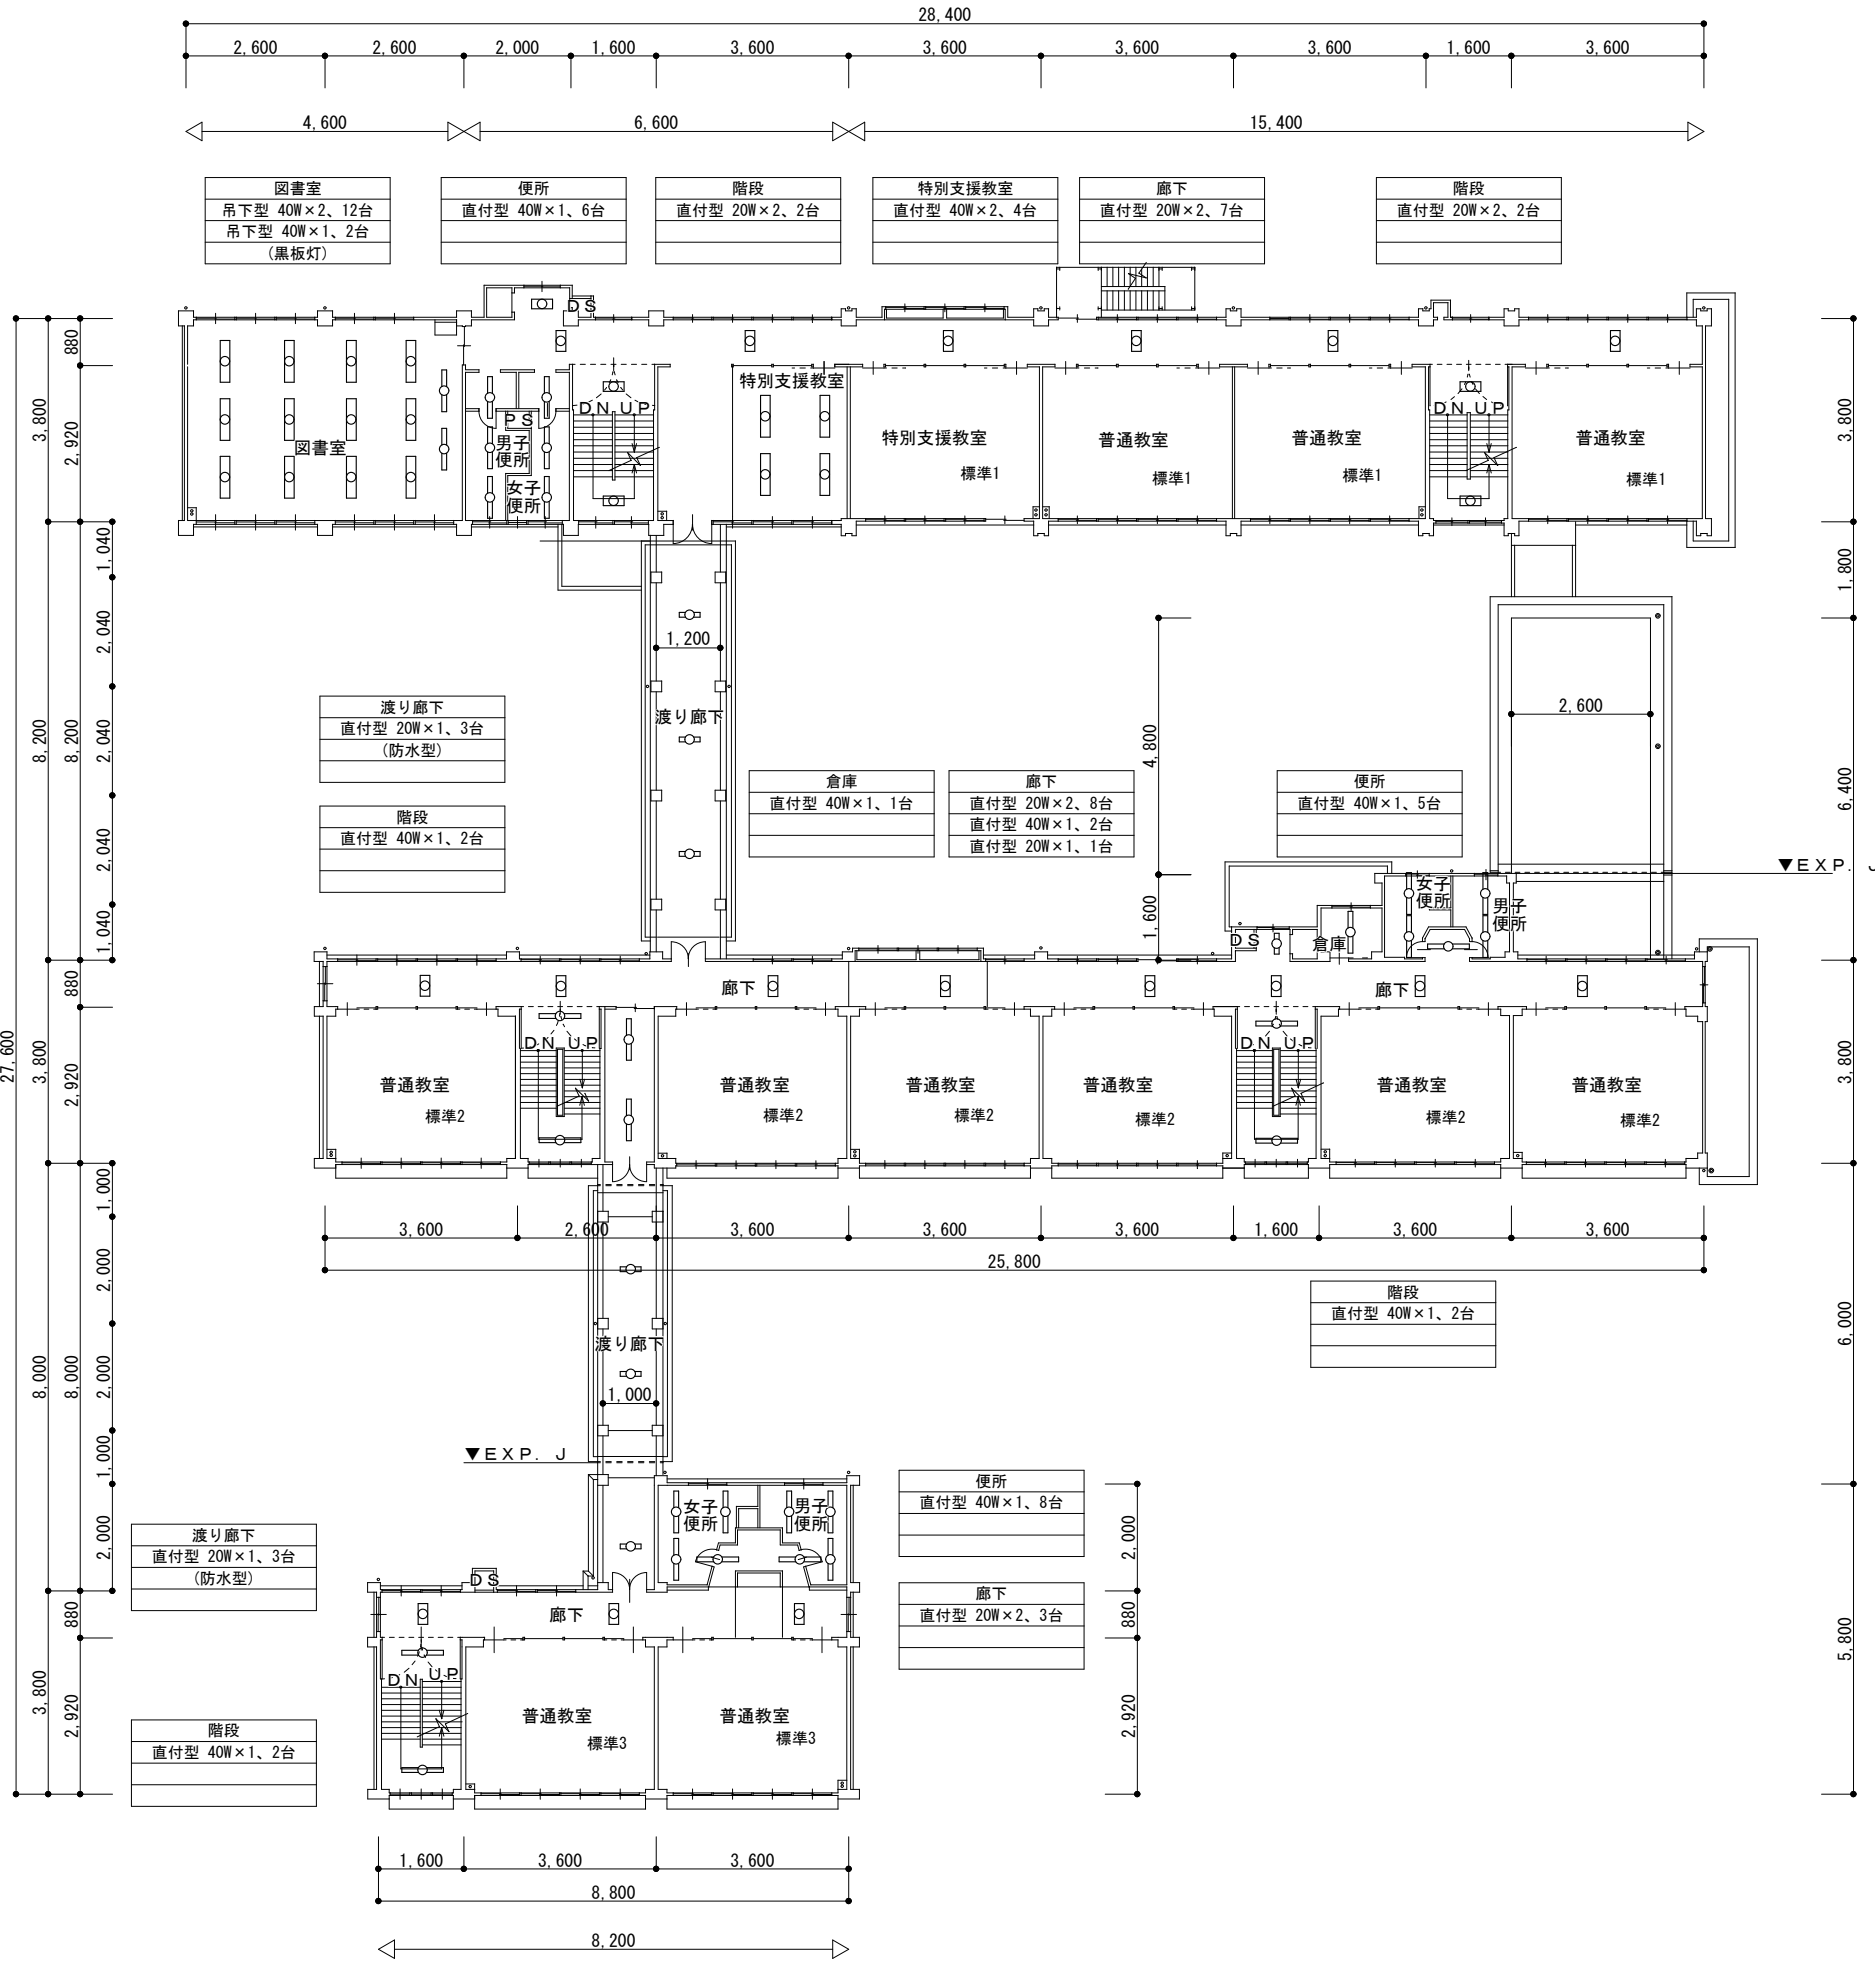 28,400
2,600 2,600 2,000 1,600 3,600 3,600 3,600 3,600 1,600 3,600
4,600 6,600 15,400
図書室
吊下型 40W×2、12台
吊下型 40W×1、2台
(黒板灯)
便所
直付型 40W×1、6台
階段
直付型 20W×2、2台
特別支援教室
直付型 40W×2、4台
廊下
直付型 20W×2、7台
階段
直付型 20W×2、2台
DS
特別支援教室
DN UP
PS
男子
便所
女子
便所
図書室
特別支援教室
標準1
普通教室
標準1
普通教室
標準1
DN UP
普通教室
標準1
880
3,800
2,920
3,800
1,040
2,040
2,040
2,040
1,040
8,200
8,200
1,800
6,400
1,200
渡り廊下
2,600
4,800
1,600
渡り廊下
直付型 20W×1、3台
(防水型)
階段
直付型 40W×1、2台
倉庫
直付型 40W×1、1台
廊下
直付型 20W×2、8台
直付型 40W×1、2台
直付型 20W×1、1台
便所
直付型 40W×1、5台
▼EXP. J
女子
便所
男子
便所
DS
倉庫
廊下
廊下
DN UP
DN UP
普通教室
標準2
普通教室
標準2
普通教室
標準2
普通教室
標準2
普通教室
標準2
普通教室
標準2
27,600
880
3,800
2,920
3,800
3,600 2,600 3,600 3,600 3,600 1,600 3,600 3,600
25,800
1,000
2,000
2,000
1,000
2,000
8,000
8,000
6,000
渡り廊下
1,000
▼EXP. J
階段
直付型 40W×1、2台
便所
直付型 40W×1、8台
廊下
直付型 20W×2、3台
渡り廊下
直付型 20W×1、3台
(防水型)
階段
直付型 40W×1、2台
女子
便所
男子
便所
DS
廊下
DN UP
普通教室
標準3
普通教室
標準3
880
3,800
2,920
2,000
880
2,920
5,800
1,600 3,600 3,600
8,800
8,200